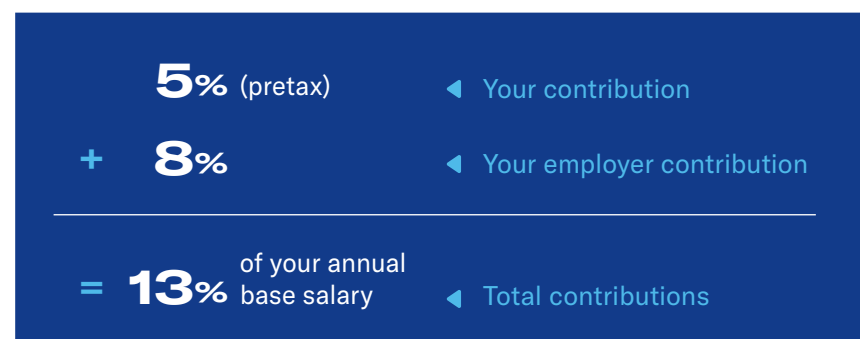 5% (pretax) Your contribution
+ 8% Your employer contribution
= 13% of your annual
base salary Total contributions